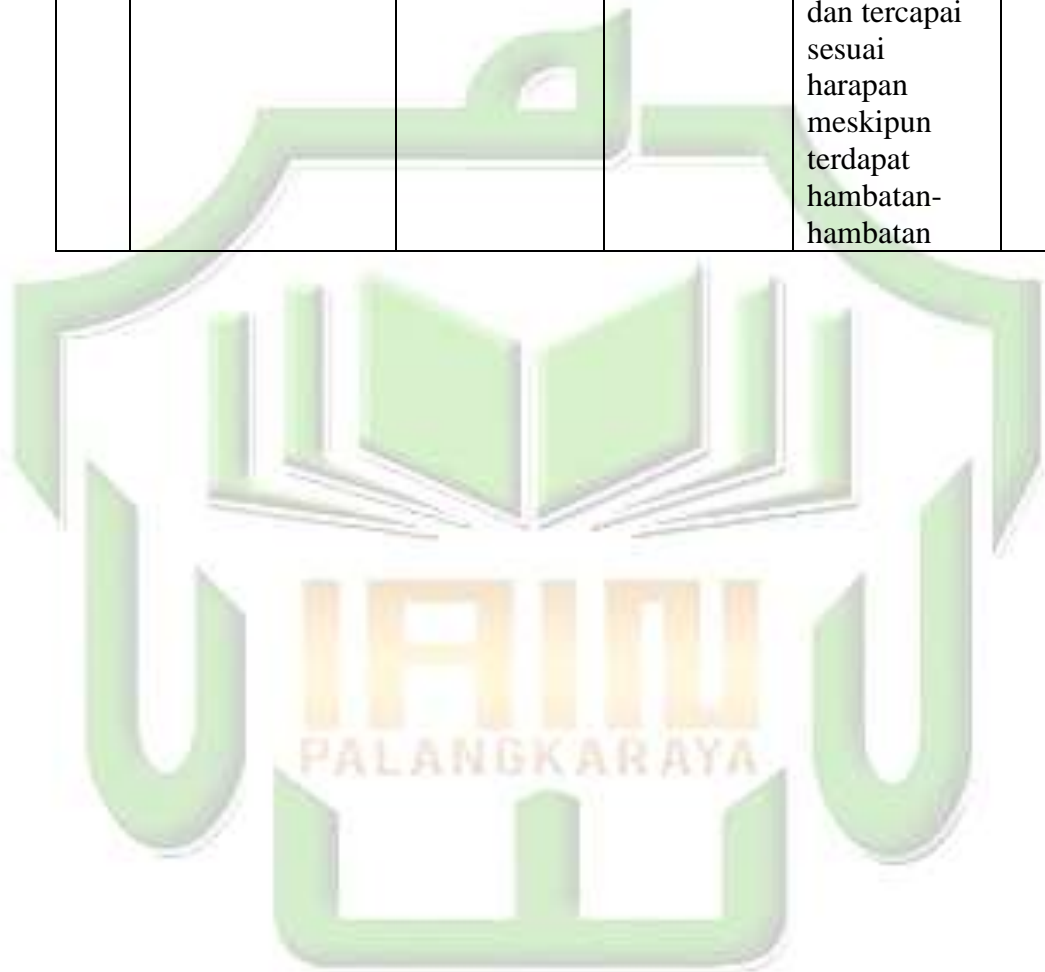 dan tercapai
sesuai
harapan
meskipun
terdapat
hambatan-
hambatan
IAIN
PALANGKARAYA